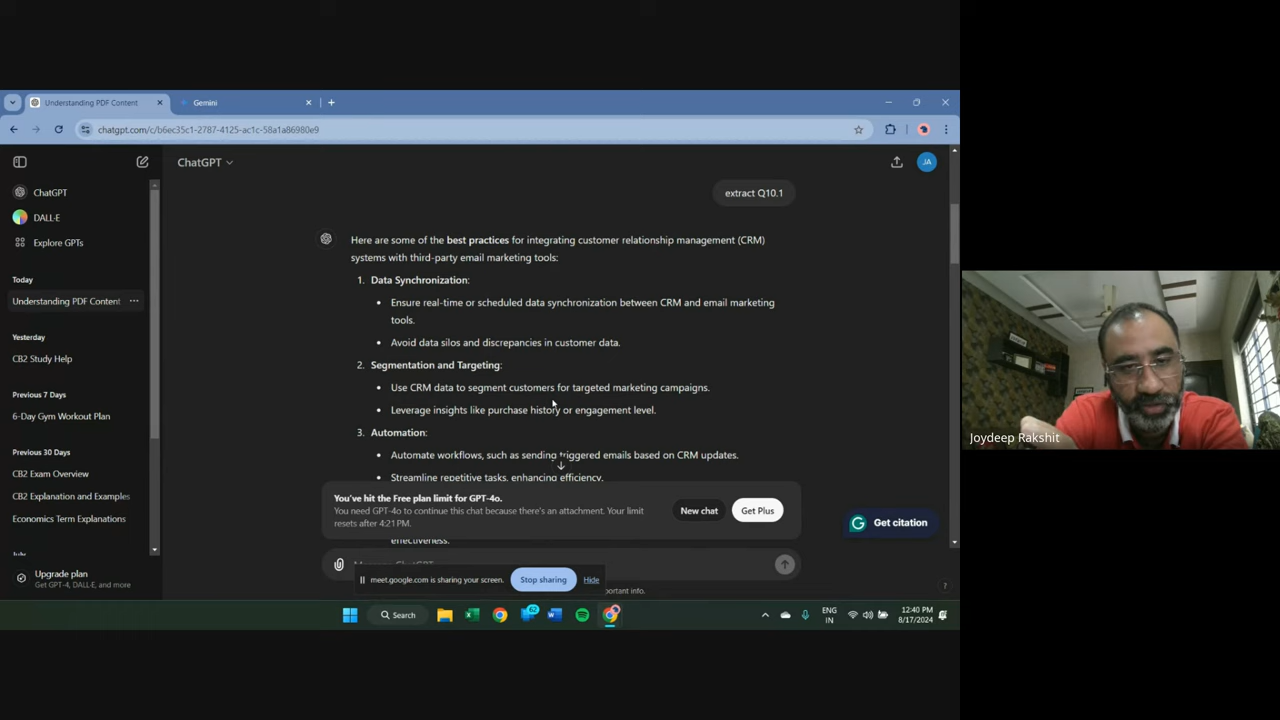 Understanding PDF Content
Gemini
chatgpt.com/c/b6ec35c1-2787-4125-ac1c-58a1a86980e9
ChatGPT
JA
ChatGPT
DALL·E
Explore GPTs
Today
Understanding PDF Content
Yesterday
CB2 Study Help
Previous 7 Days
6-Day Gym Workout Plan
Previous 30 Days
CB2 Exam Overview
CB2 Explanation and Examples
Economics Term Explanations
July
Upgrade plan
Get GPT-4, DALL·E, and more
extract Q10.1
Here are some of the best practices for integrating customer relationship management (CRM)
systems with third-party email marketing tools:
1. Data Synchronization:
• Ensure real-time or scheduled data synchronization between CRM and email marketing
tools.
• Avoid data silos and discrepancies in customer data.
2. Segmentation and Targeting:
• Use CRM data to segment customers for targeted marketing campaigns.
• Leverage insights like purchase history or engagement level.
3. Automation:
• Automate workflows, such as sending triggered emails based on CRM updates.
• Streamline repetitive tasks, enhancing efficiency.
You've hit the Free plan limit for GPT-4o.
You need GPT-4o to continue this chat because there's an attachment. Your limit
resets after 4:21 PM.
New chat
Get Plus
effectiveness.
Message ChatGPT
Get citation
meet.google.com is sharing your screen.
Stop sharing
Hide
portant info.
?
Search
ENG
IN
12:40 PM
8/17/2024
Joydeep Rakshit